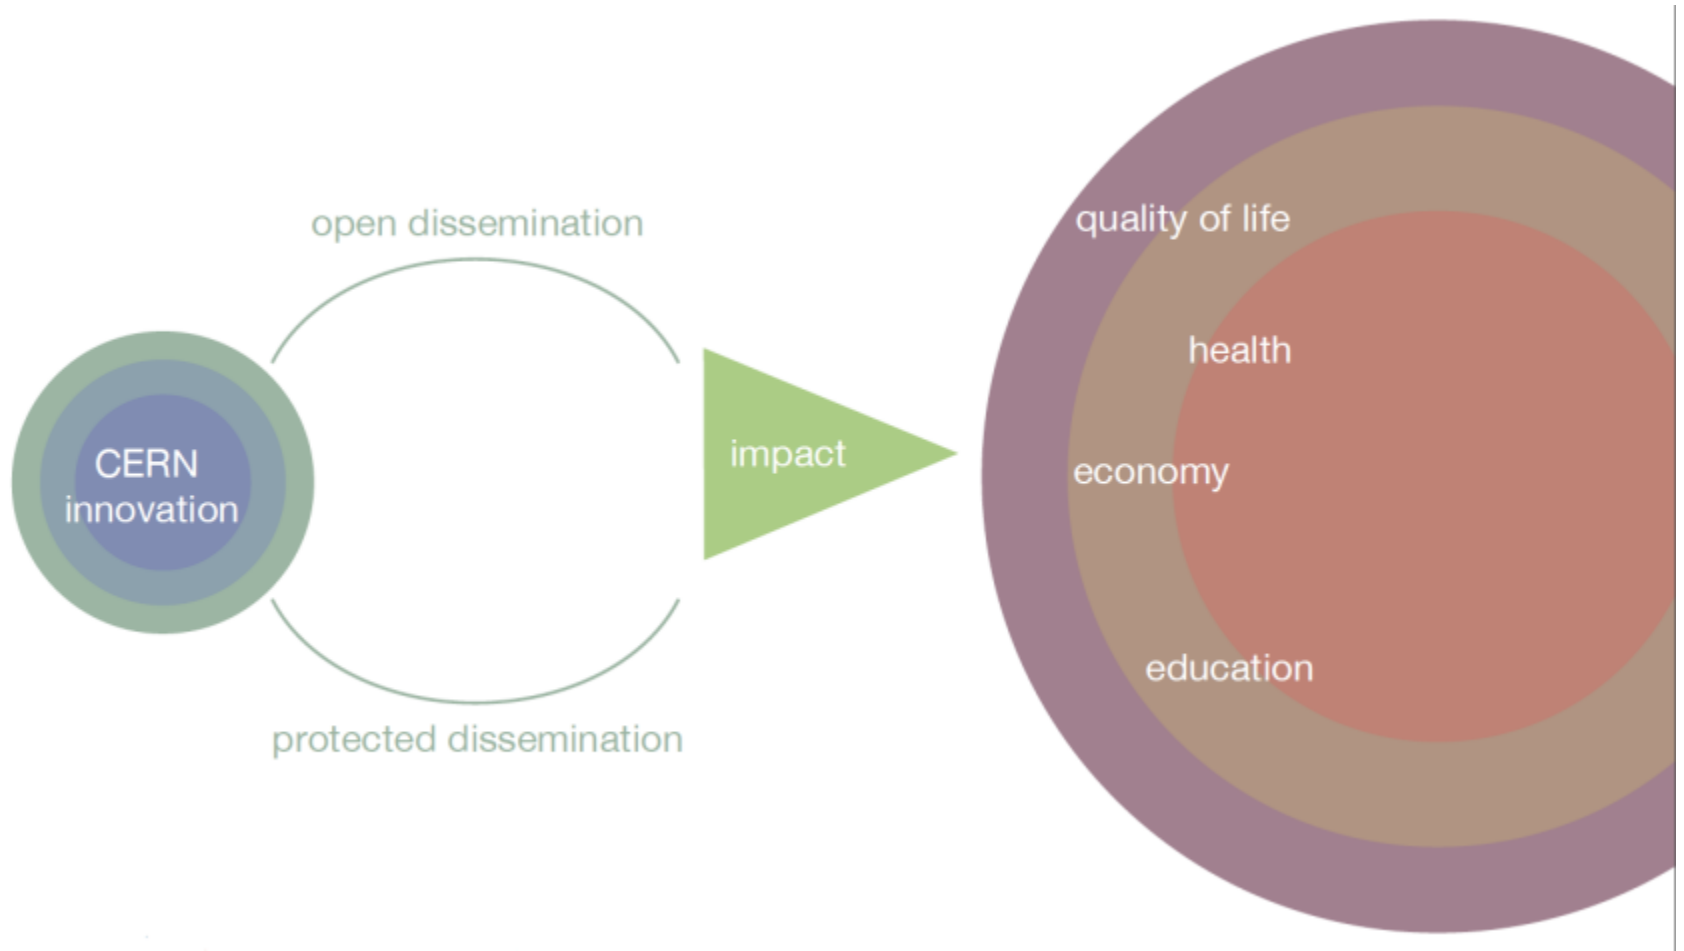 open dissemination
CERN
innovation
protected dissemination
impact
quality of life
health
economy
education